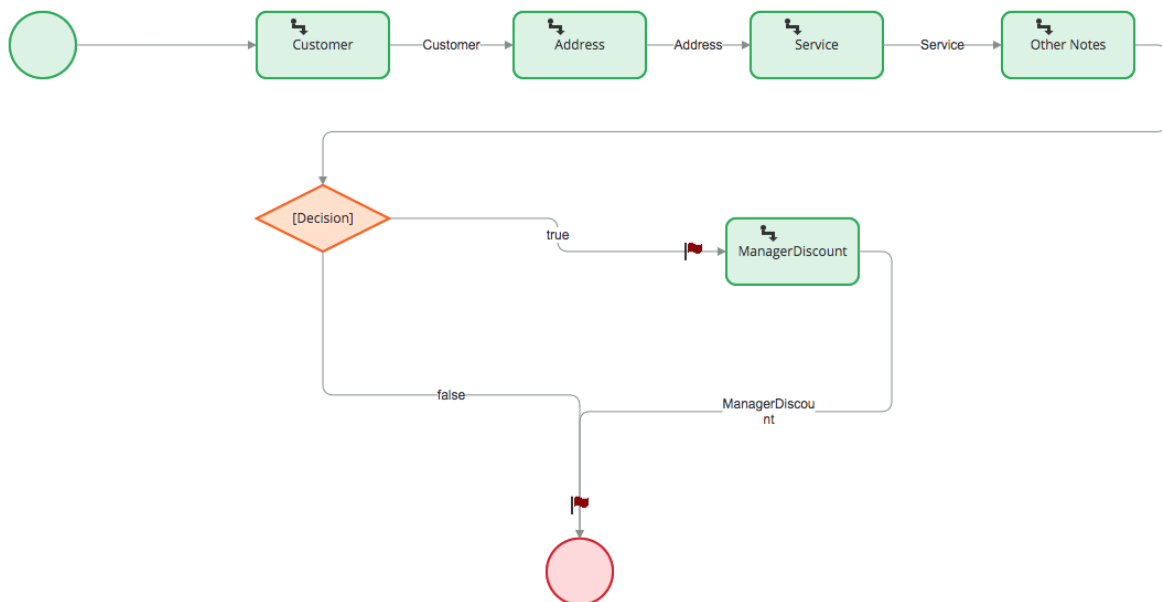 Customer
Customer
Address
Address
Service
Service
Other Notes
[Decision]
true
ManagerDiscount
false
ManagerDiscou
nt